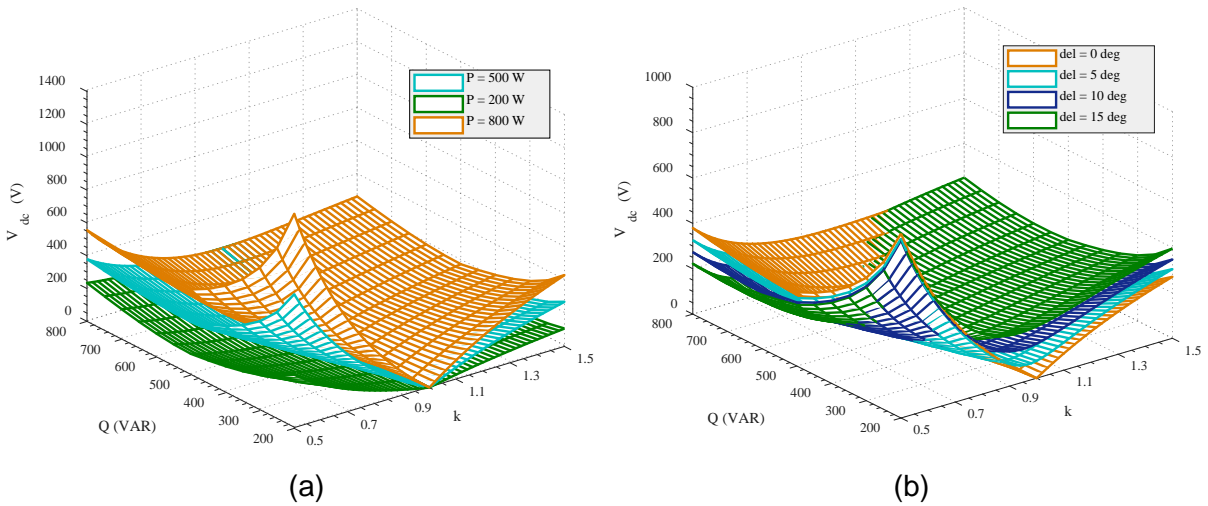 1400
1200
1000
800
600
400
200
0
V dc (V)
800
700
600
500
400
300
200
Q (VAR)
0.5
0.7
0.9
1.1
1.3
1.5
k
P = 500 W
P = 200 W
P = 800 W
(a)
1000
800
600
400
200
0
V dc (V)
800
700
600
500
400
300
200
Q (VAR)
0.5
0.7
0.9
1.1
1.3
1.5
k
del = 0 deg
del = 5 deg
del = 10 deg
del = 15 deg
(b)